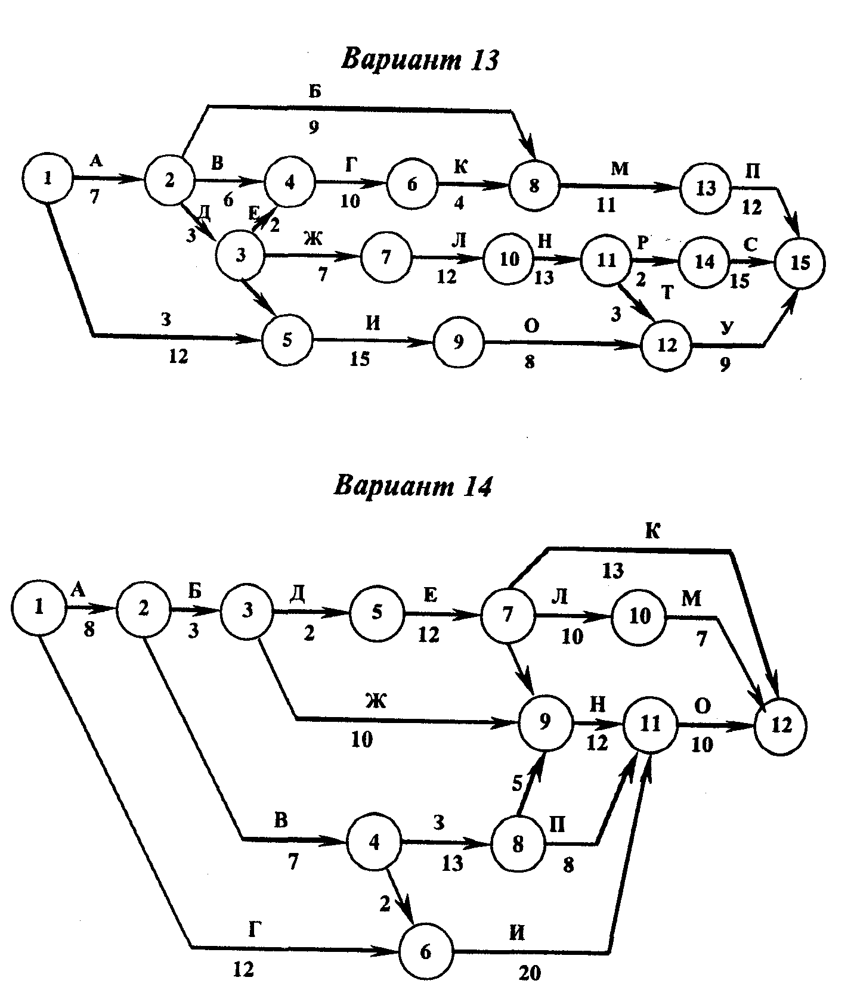 Вариант 13
Б
9
А В Г К М П
1 2 4 6 8 13
7 6 10 4 11 12
Д Е
3 2
Ж Л Н Р С
3 7 10 11 14 15
7 12 13 2 15
Т
3
З И О У
5 9 12
12 15 8 9
Вариант 14
К
13
А Б Д Е Л М
1 2 3 5 7 10
8 3 2 12 10 7
Ж Н О
9 11 12
10 12 10
5
В З П
4 8
7 13 8
2
Г И
6
12 20